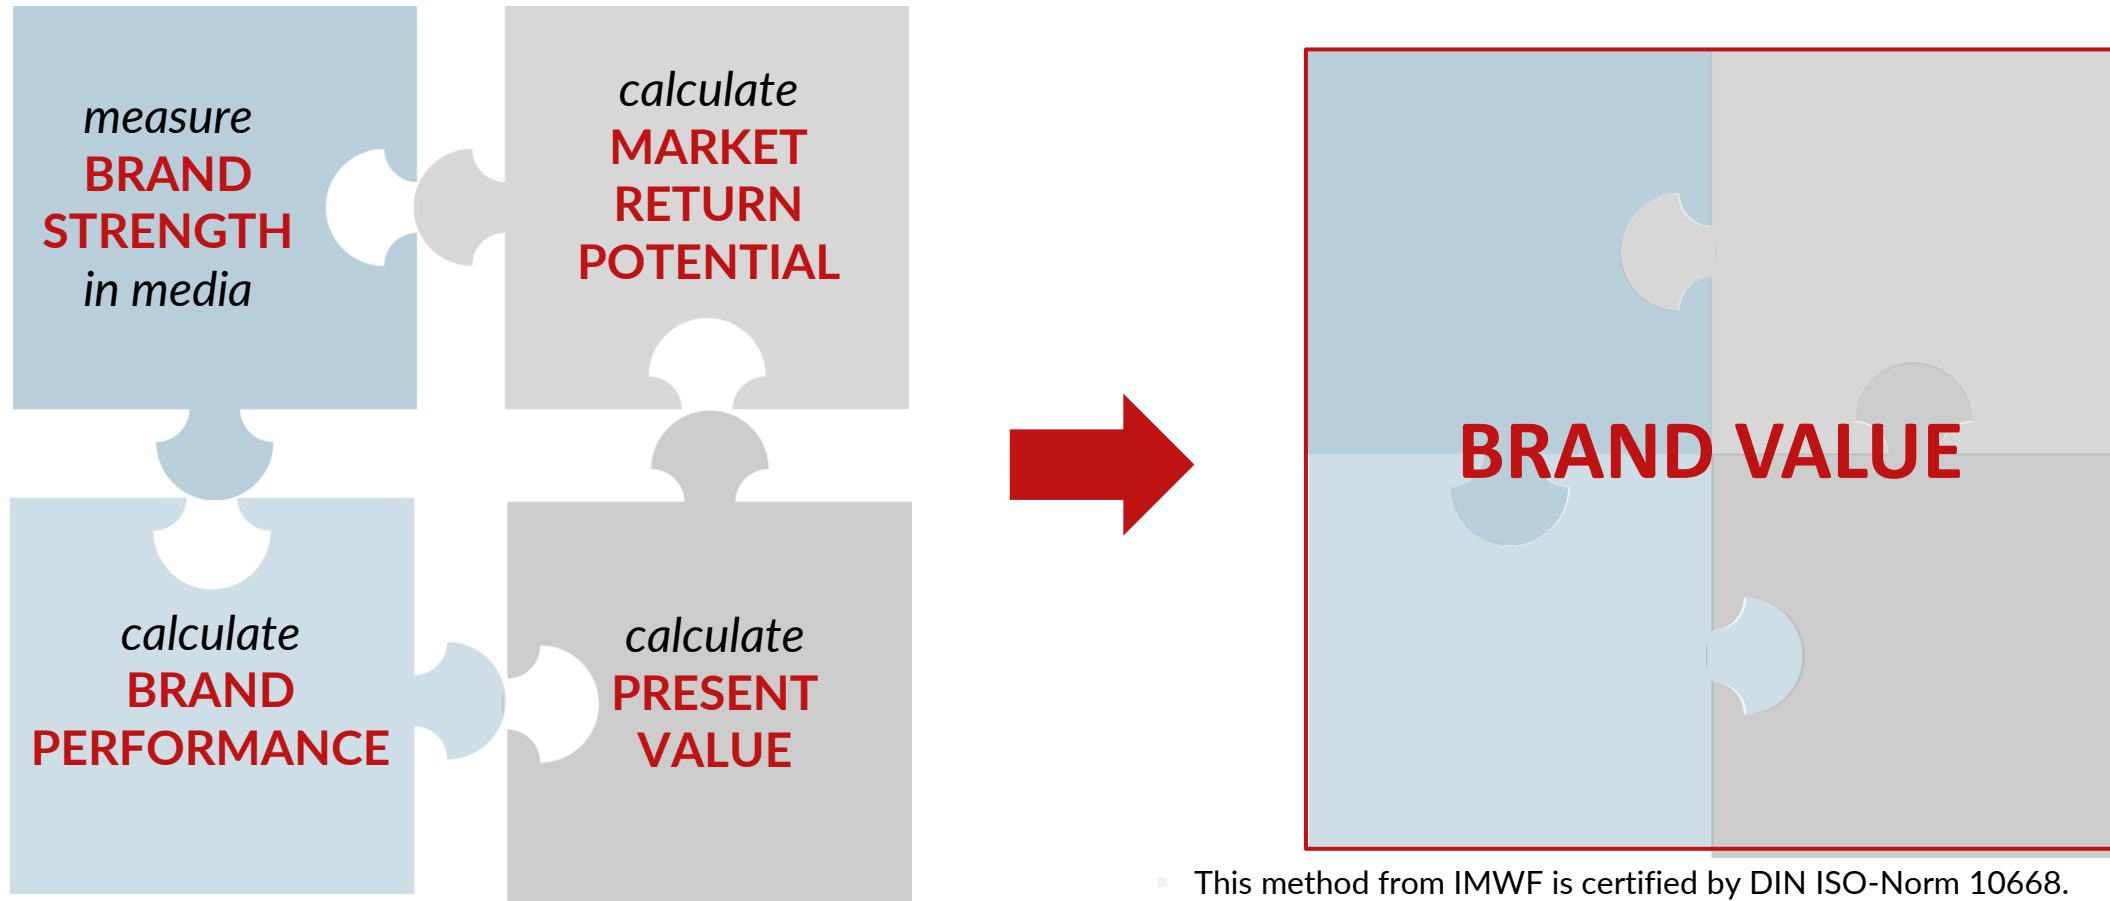 measure
BRAND
STRENGTH
in media
calculate
MARKET
RETURN
POTENTIAL
calculate
BRAND
PERFORMANCE
calculate
PRESENT
VALUE
BRAND VALUE
This method from IMWF is certified by DIN ISO-Norm 10668.